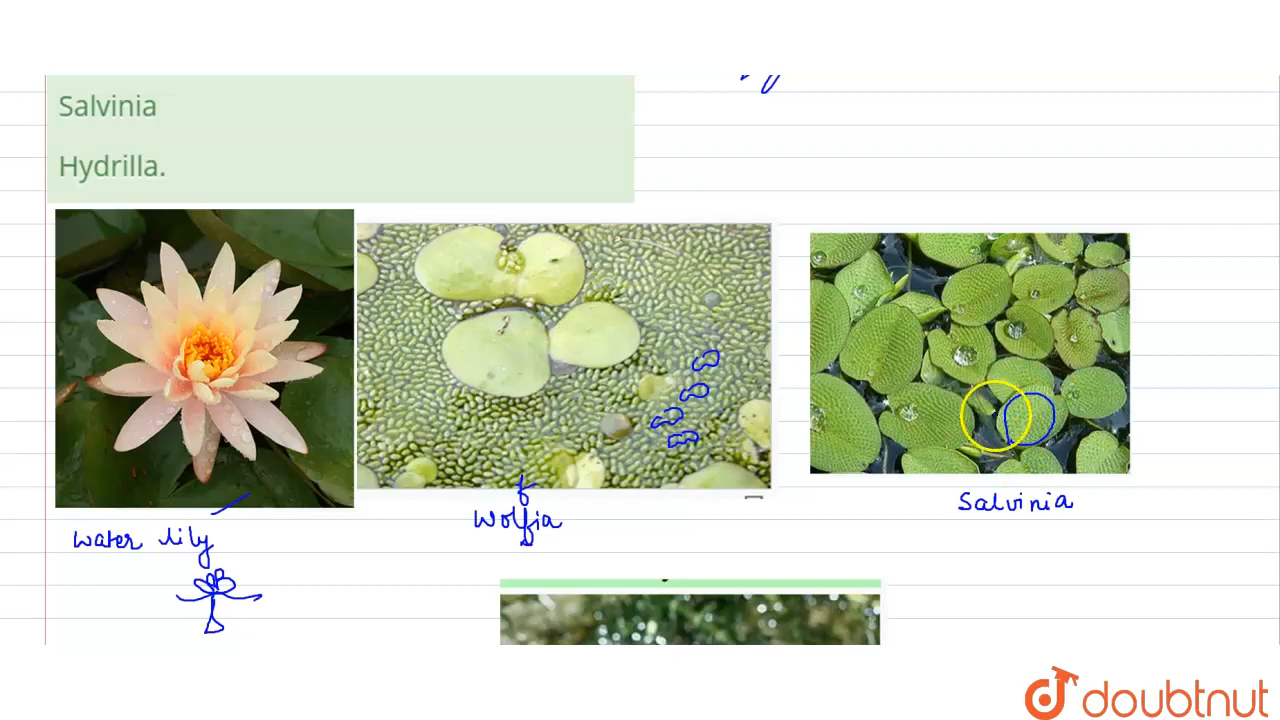 Salvinia
Hydrilla.
Water lily
Wolfia
Salvinia
doubtnut